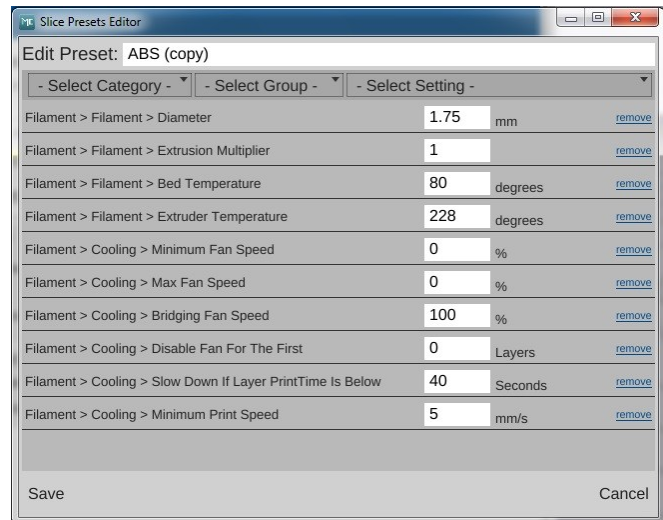 MC Slice Presets Editor
Edit Preset: ABS (copy)
- Select Category - - Select Group - - Select Setting -
Filament > Filament > Diameter 1.75 mm remove
Filament > Filament > Extrusion Multiplier 1 remove
Filament > Filament > Bed Temperature 80 degrees remove
Filament > Filament > Extruder Temperature 228 degrees remove
Filament > Cooling > Minimum Fan Speed 0 % remove
Filament > Cooling > Max Fan Speed 0 % remove
Filament > Cooling > Bridging Fan Speed 100 % remove
Filament > Cooling > Disable Fan For The First 0 Layers remove
Filament > Cooling > Slow Down If Layer PrintTime Is Below 40 Seconds remove
Filament > Cooling > Minimum Print Speed 5 mm/s remove
Save Cancel